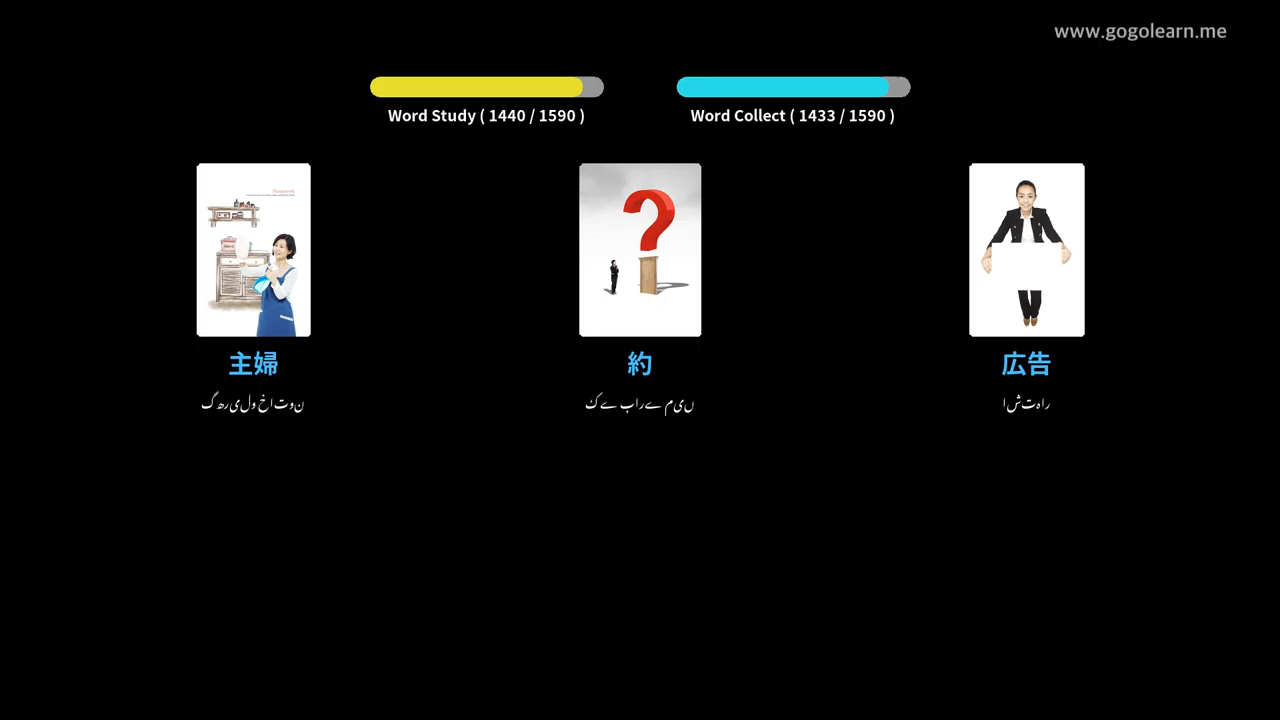 www.gogolearn.me
Word Study ( 1440 / 1590 )
Word Collect ( 1433 / 1590 )
主婦
約
広告
گھریلو خاتون
کے بارے میں
اشتہار